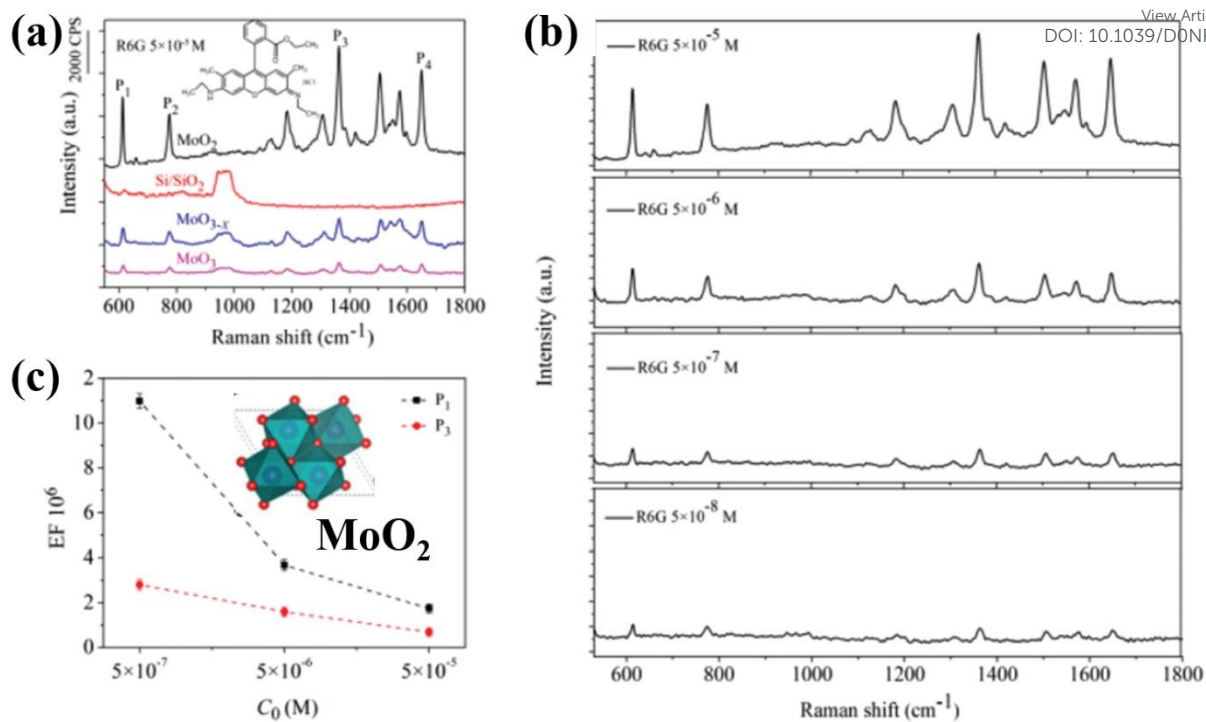 View Arti
DOI: 10.1039/D0N
(a)
R6G 5×10⁻⁵ M
2000 CPS
P₁
P₂
P₃
P₄
MoO₂
Si/SiO₂
MoO₃₋ₓ
MoO₃
Intensity (a.u.)
600 800 1000 1200 1400 1600 1800
Raman shift (cm⁻¹)
(b)
R6G 5×10⁻⁵ M
R6G 5×10⁻⁶ M
R6G 5×10⁻⁷ M
R6G 5×10⁻⁸ M
Intensity (a.u.)
600 800 1000 1200 1400 1600 1800
Raman shift (cm⁻¹)
(c)
2
10
8
6
4
2
0
EF 10⁶
P₁
P₃
MoO₂
5×10⁻⁷ 5×10⁻⁶ 5×10⁻⁵
C₀ (M)